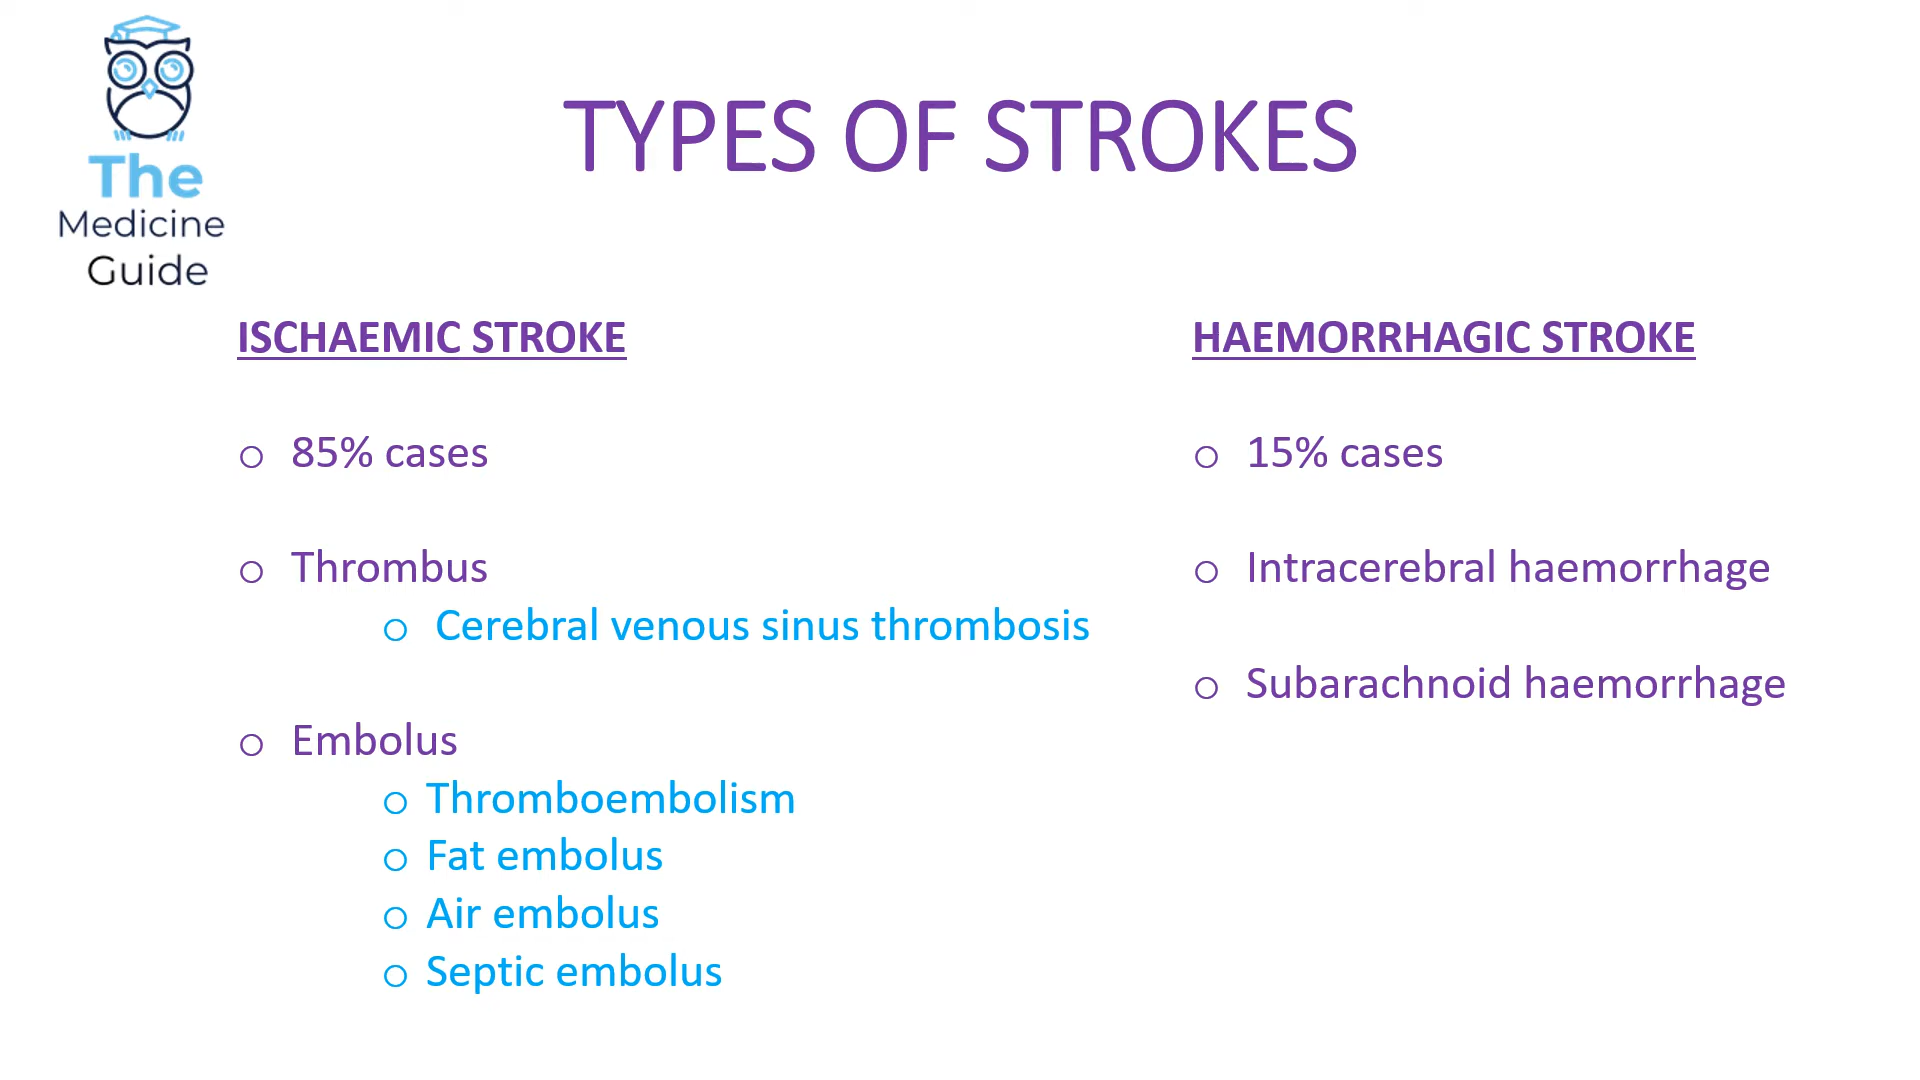 The
Medicine
Guide
TYPES OF STROKES
ISCHAEMIC STROKE
○ 85% cases
○ Thrombus
○ Cerebral venous sinus thrombosis
○ Embolus
○ Thromboembolism
○ Fat embolus
○ Air embolus
○ Septic embolus
HAEMORRHAGIC STROKE
○ 15% cases
○ Intracerebral haemorrhage
○ Subarachnoid haemorrhage